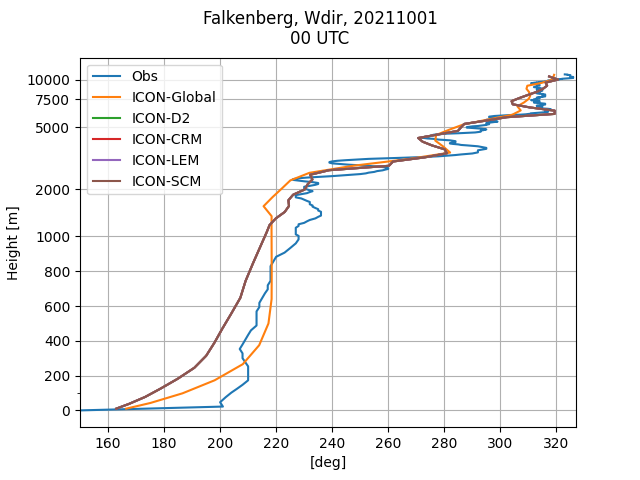 Falkenberg, Wdir, 20211001
00 UTC
Obs
ICON-Global
ICON-D2
ICON-CRM
ICON-LEM
ICON-SCM
10000
7500
5000
2000
1000
800
600
400
200
0
Height [m]
160 180 200 220 240 260 280 300 320
[deg]